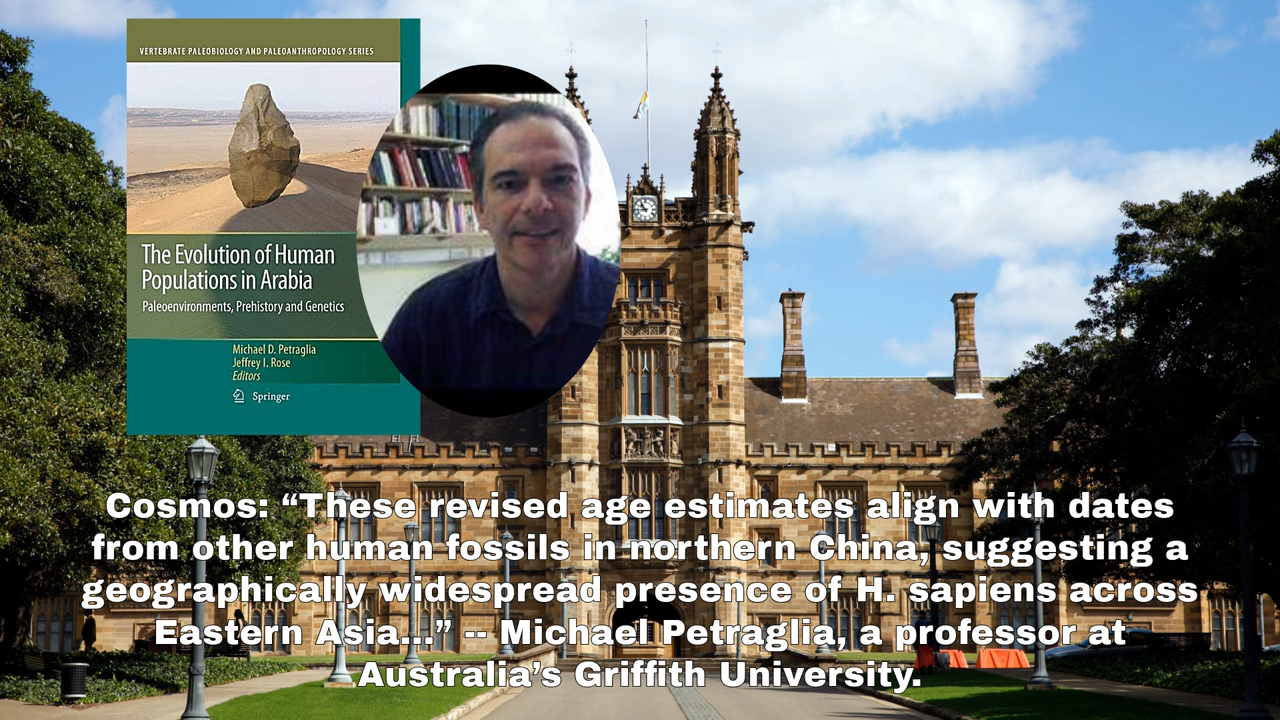 VERTEBRATE PALEOBIOLOGY AND PALEOANTHROPOLOGY SERIES
The Evolution of Human
Populations in Arabia
Paleoenvironments, Prehistory and Genetics
Michael D. Petraglia
Jeffrey I. Rose
Editors
Springer
Cosmos: “These revised age estimates align with dates
from other human fossils in northern China, suggesting a
geographically widespread presence of H. sapiens across
Eastern Asia...” -- Michael Petraglia, a professor at
Australia’s Griffith University.